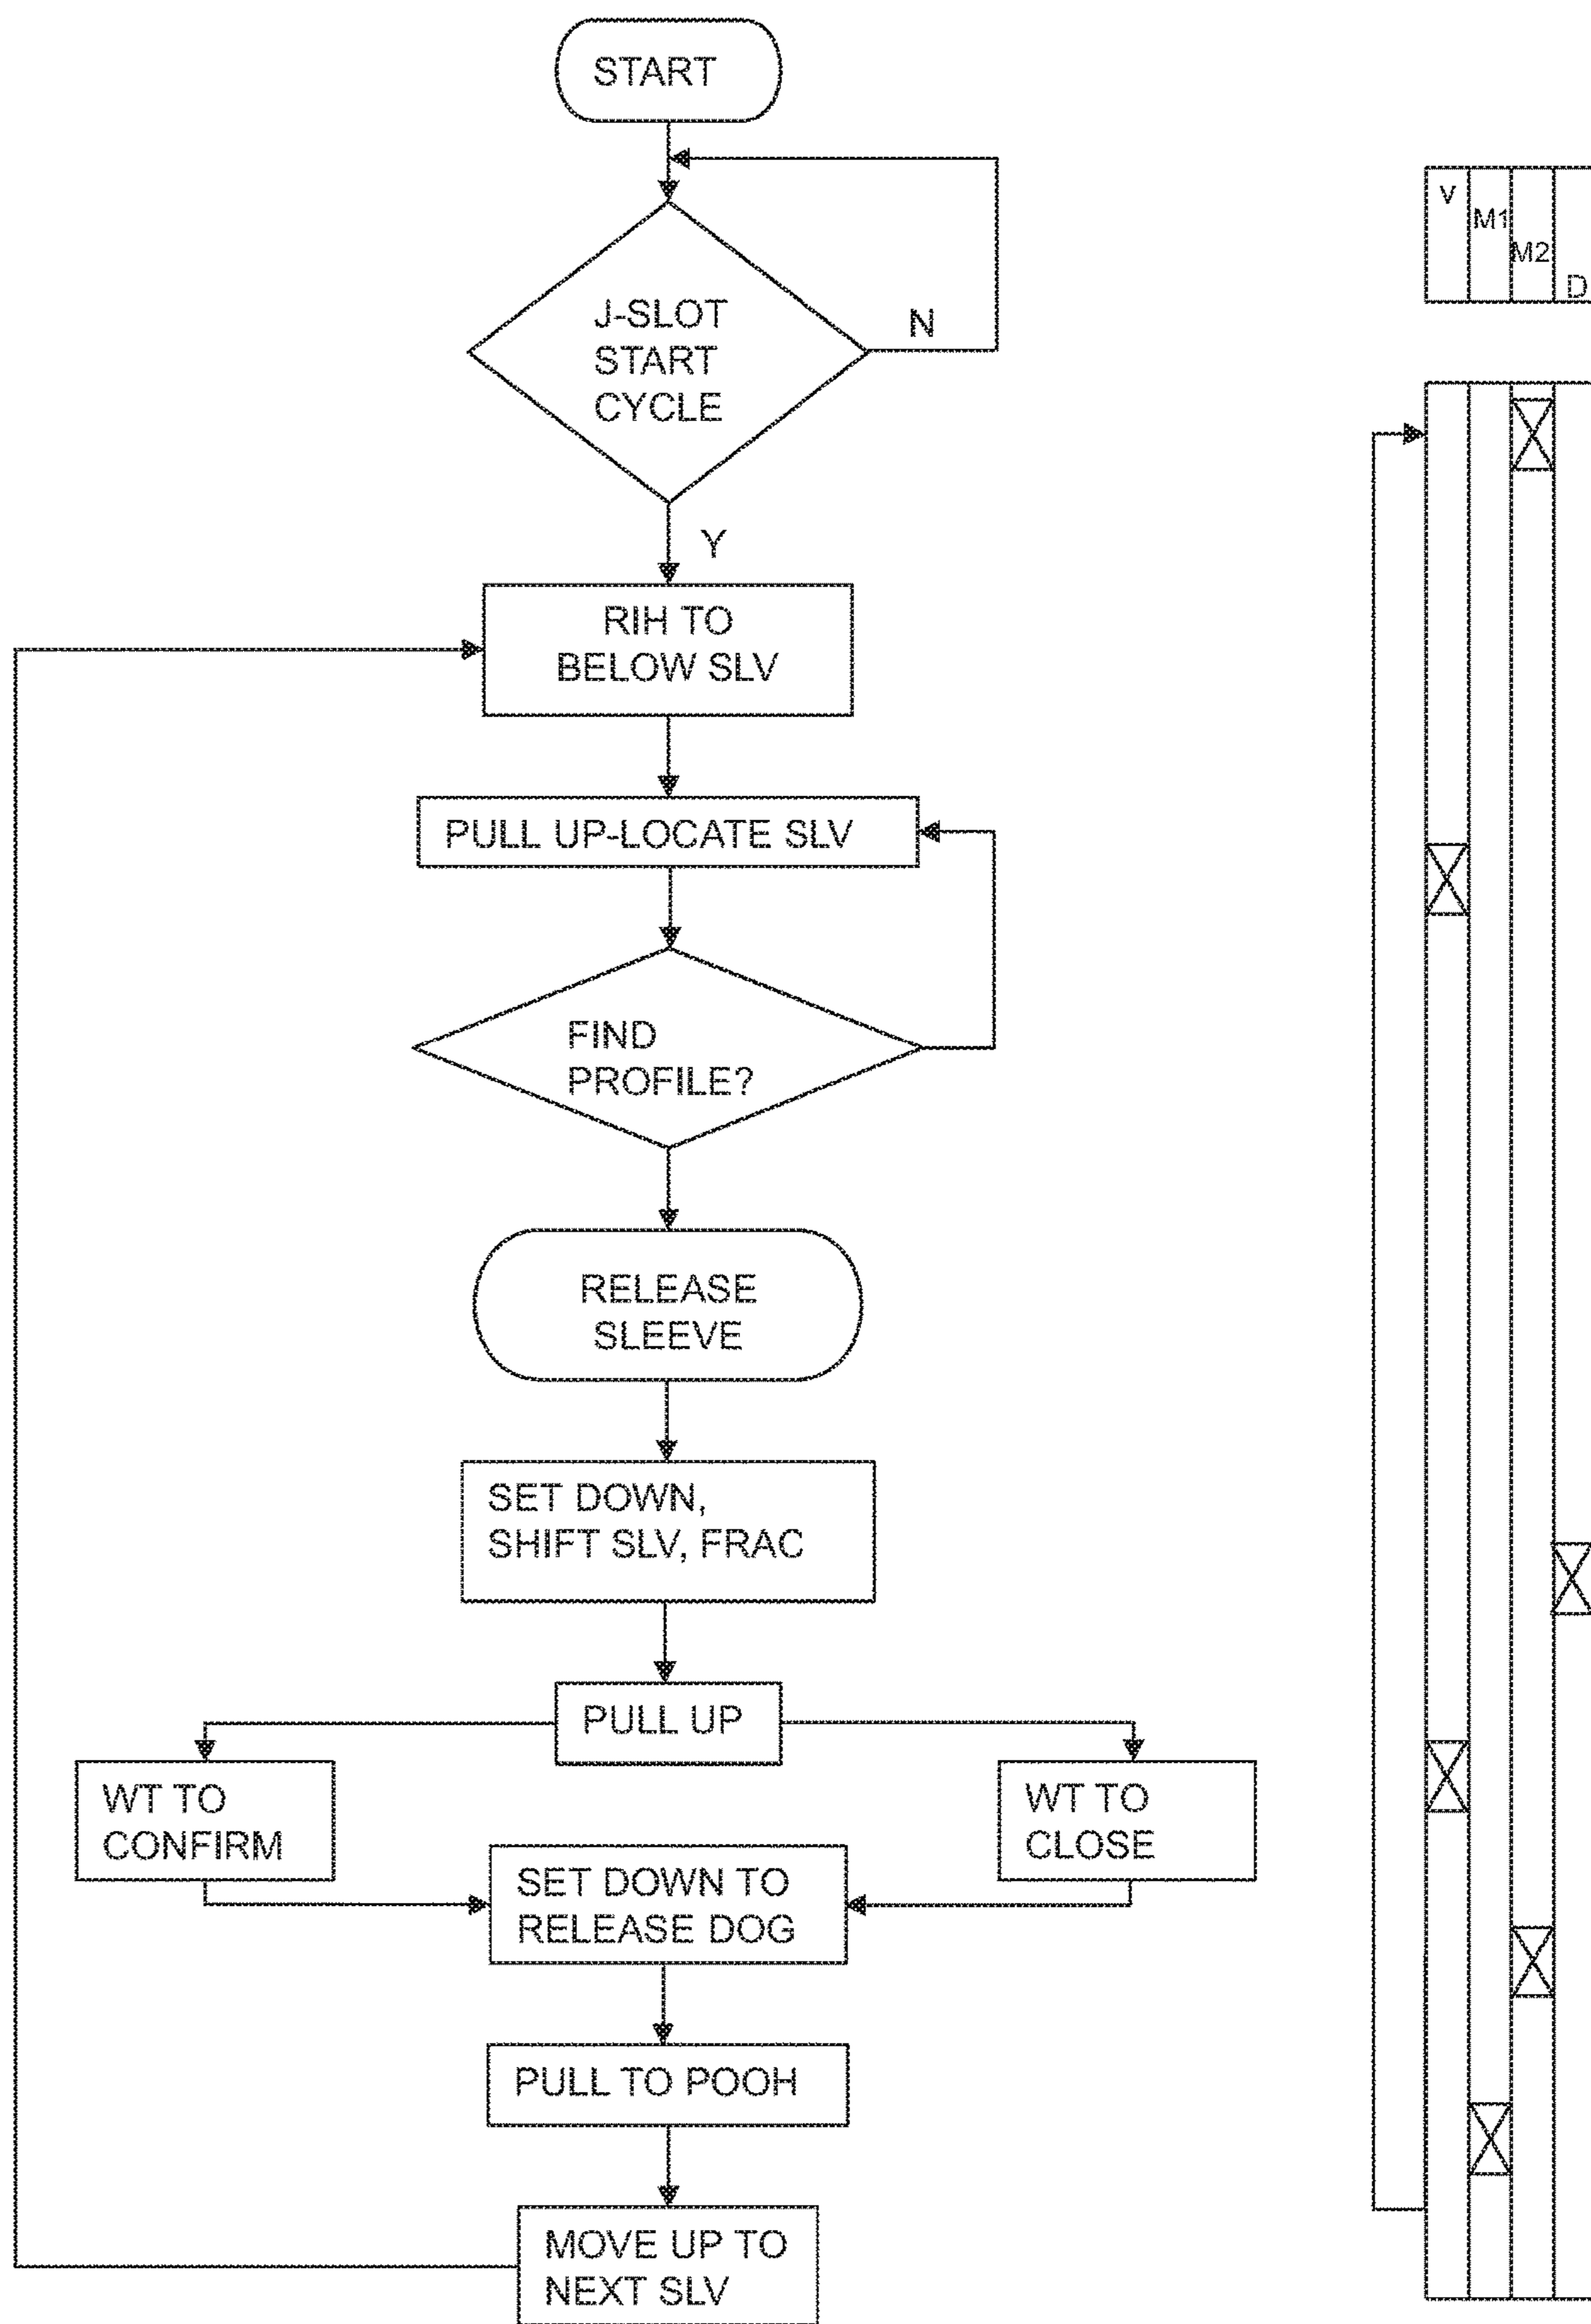 START
V
M1
M2
D
J-SLOT
START
CYCLE
N
Y
RIH TO
BELOW SLV
PULL UP-LOCATE SLV
FIND
PROFILE?
RELEASE
SLEEVE
SET DOWN,
SHIFT SLV, FRAC
PULL UP
WT TO
CONFIRM
WT TO
CLOSE
SET DOWN TO
RELEASE DOG
PULL TO POOH
MOVE UP TO
NEXT SLV